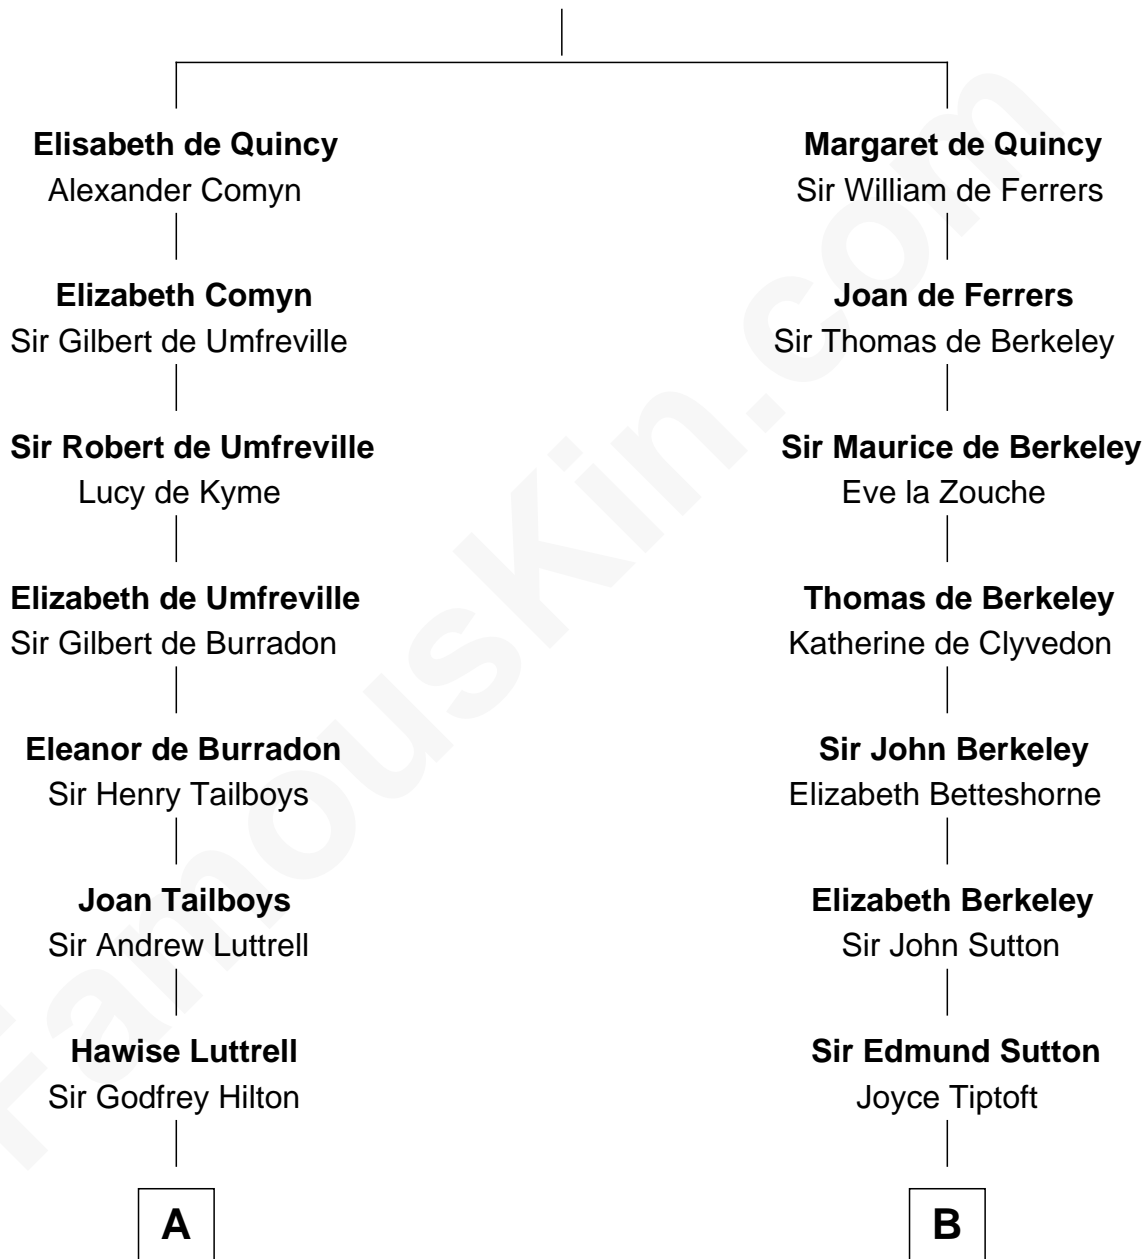 Elisabeth de Quincy
Alexander Comyn
Elizabeth Comyn
Sir Gilbert de Umfreville
Sir Robert de Umfreville
Lucy de Kyme
Elizabeth de Umfreville
Sir Gilbert de Burradon
Eleanor de Burradon
Sir Henry Tailboys
Joan Tailboys
Sir Andrew Luttrell
Hawise Luttrell
Sir Godfrey Hilton
A
Margaret de Quincy
Sir William de Ferrers
Joan de Ferrers
Sir Thomas de Berkeley
Sir Maurice de Berkeley
Eve la Zouche
Thomas de Berkeley
Katherine de Clyvedon
Sir John Berkeley
Elizabeth Betteshorne
Elizabeth Berkeley
Sir John Sutton
Sir Edmund Sutton
Joyce Tiptoft
B
FamousKin.com